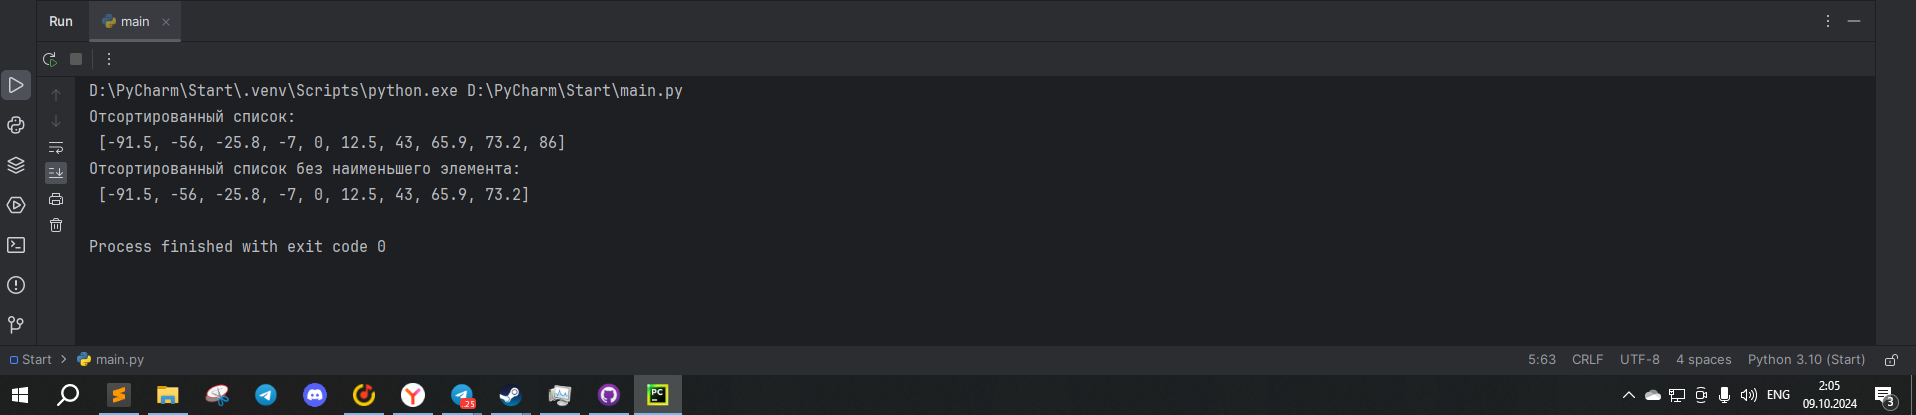 Run main
D:\PyCharm\Start\.venv\Scripts\python.exe D:\PyCharm\Start\main.py
Отсортированный список:
[-91.5, -56, -25.8, -7, 0, 12.5, 43, 65.9, 73.2, 86]
Отсортированный список без наименьшего элемента:
[-91.5, -56, -25.8, -7, 0, 12.5, 43, 65.9, 73.2]
Process finished with exit code 0
Start > main.py 5:63 CRLF UTF-8 4 spaces Python 3.10 (Start)
PC 25 ENG 2:05
09.10.2024 3